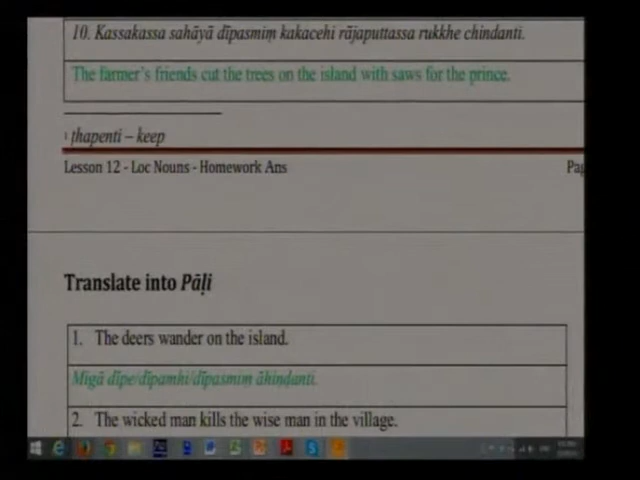 10. Kassakassa sahāyā dīpasmiṃ kakacehi rājaputtassa rukkhe chindanti.
The farmer's friends cut the trees on the island with saws for the prince.
1 ṭhapenti – keep
Lesson 12 - Loc Nouns - Homework Ans
Translate into Pāḷi
1. The deers wander on the island.
Migā dīpe/dīpamhi/dīpasmiṃ āhiṇḍanti.
2. The wicked man kills the wise man in the village.